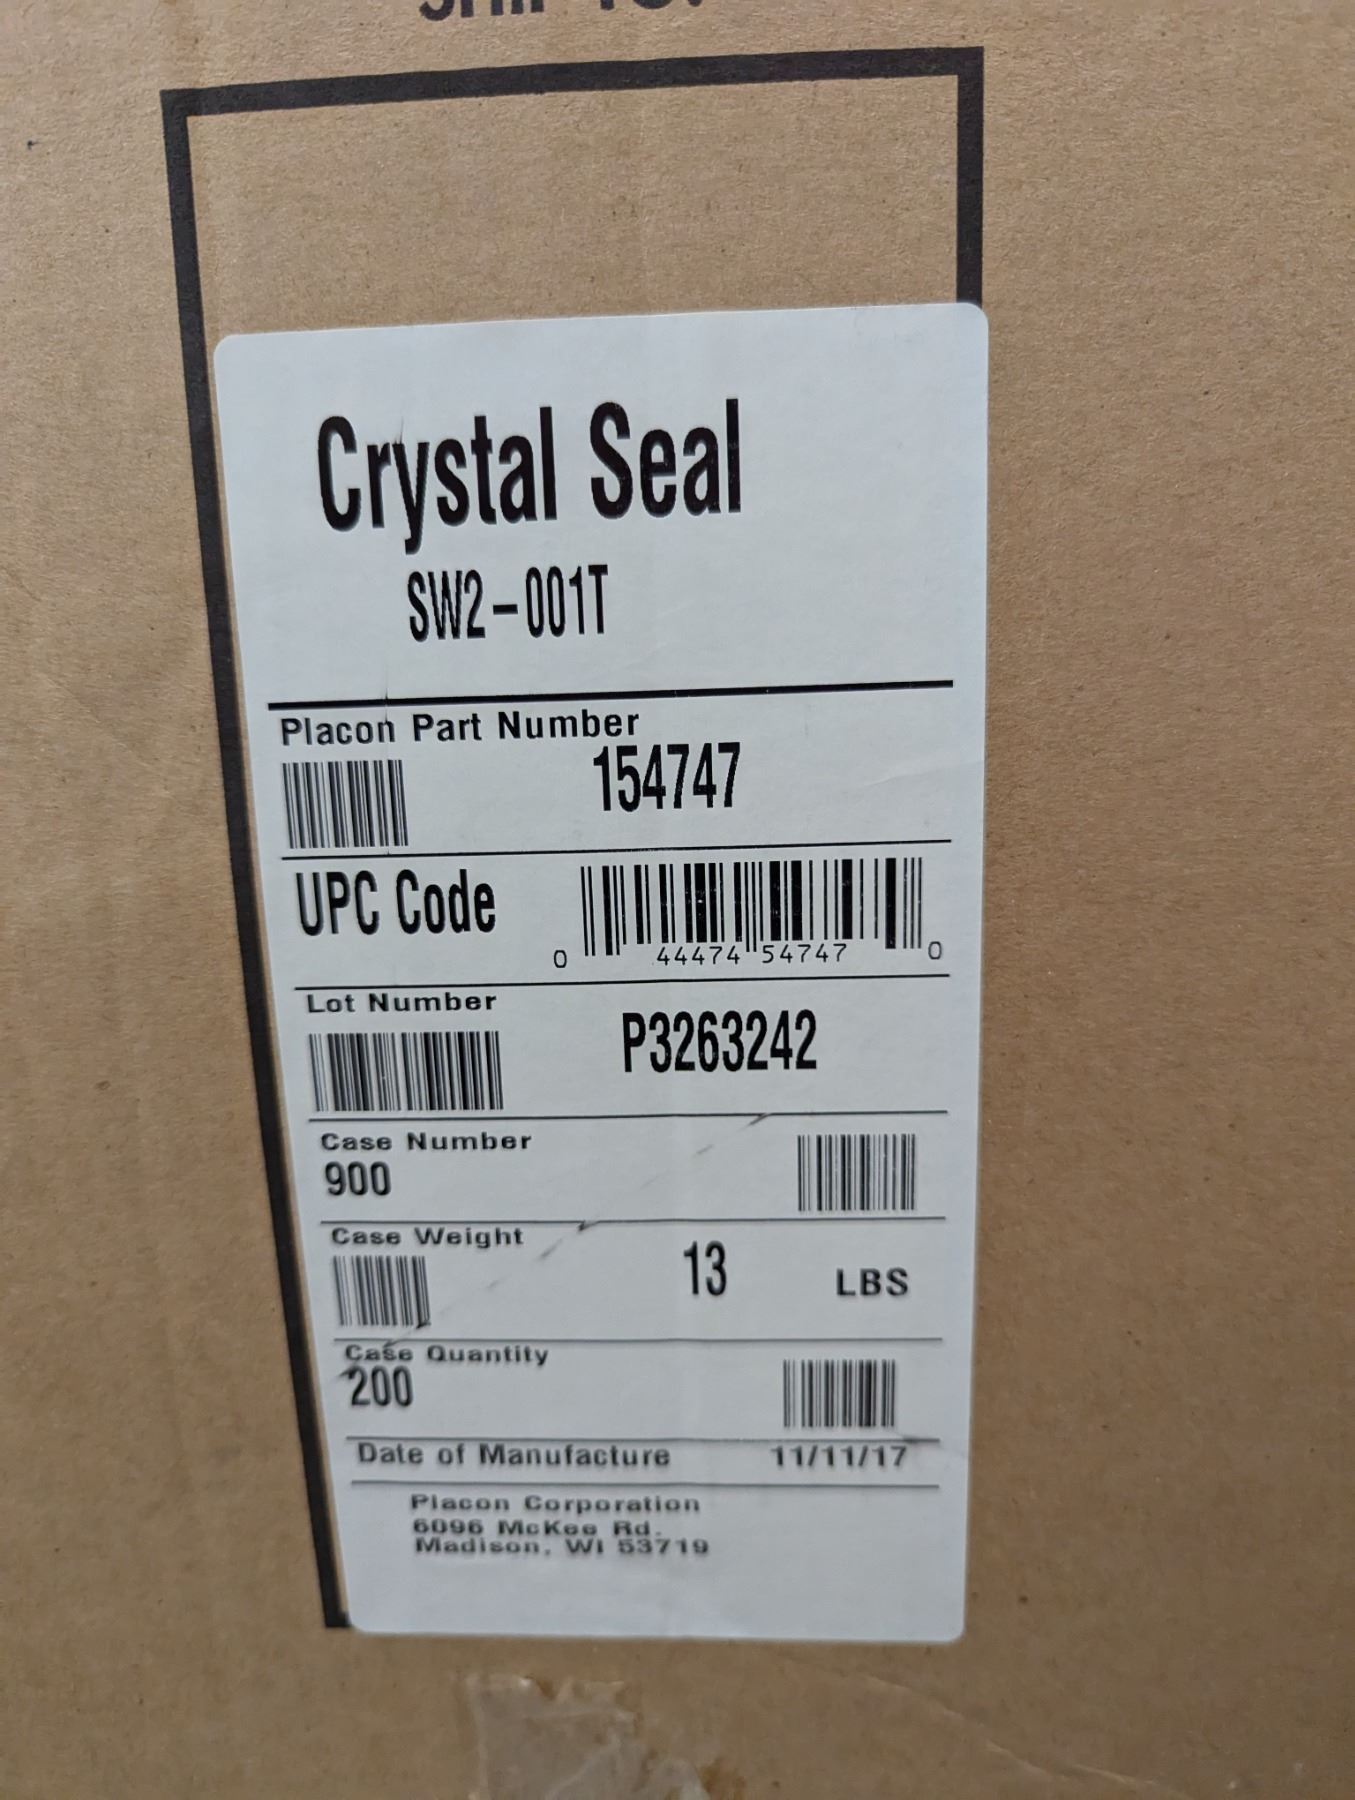 Crystal Seal
SW2-001T
Placon Part Number
154747
UPC Code
0 44474 54747 0
Lot Number
P3263242
Case Number
900
Case Weight
13 LBS
Case Quantity
200
Date of Manufacture 11/11/17
Placon Corporation
6096 McKee Rd.
Madison, WI 53719